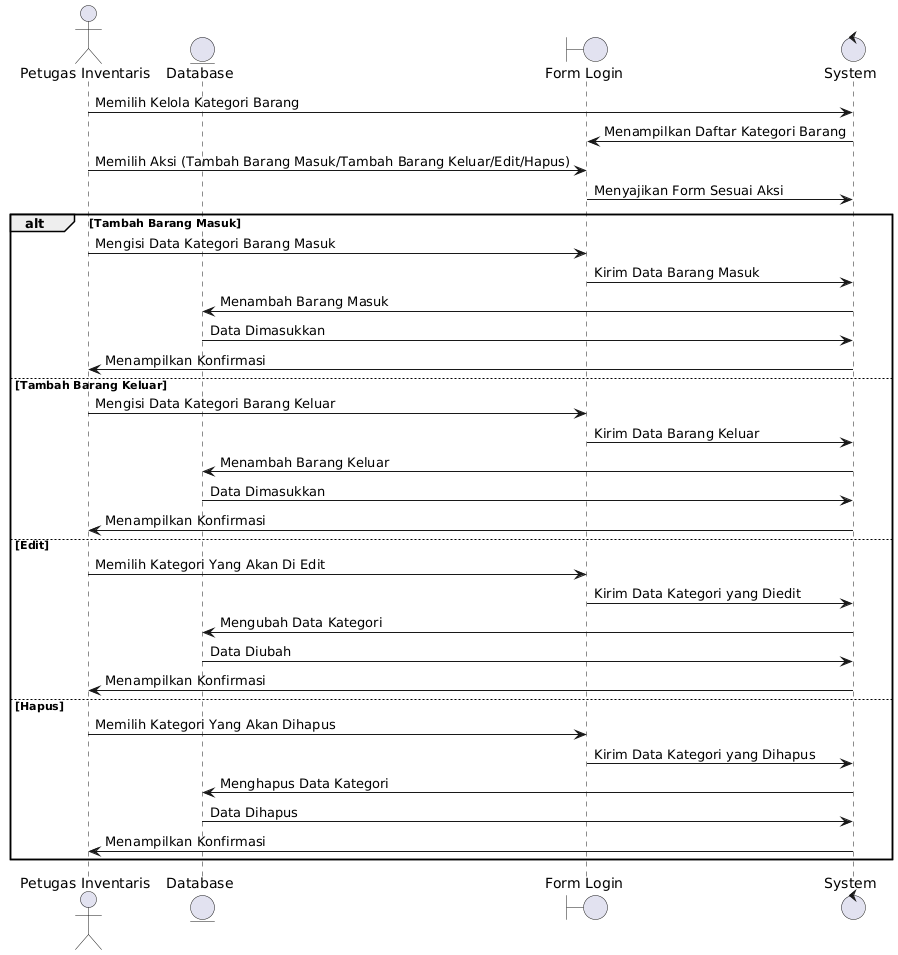 Petugas Inventaris
Database
Form Login
System
Memilih Kelola Kategori Barang
Menampilkan Daftar Kategori Barang
Memilih Aksi (Tambah Barang Masuk/Tambah Barang Keluar/Edit/Hapus)
Menyajikan Form Sesuai Aksi
alt [Tambah Barang Masuk]
Mengisi Data Kategori Barang Masuk
Kirim Data Barang Masuk
Menambah Barang Masuk
Data Dimasukkan
Menampilkan Konfirmasi
[Tambah Barang Keluar]
Mengisi Data Kategori Barang Keluar
Kirim Data Barang Keluar
Menambah Barang Keluar
Data Dimasukkan
Menampilkan Konfirmasi
[Edit]
Memilih Kategori Yang Akan Di Edit
Kirim Data Kategori yang Diedit
Mengubah Data Kategori
Data Diubah
Menampilkan Konfirmasi
[Hapus]
Memilih Kategori Yang Akan Dihapus
Kirim Data Kategori yang Dihapus
Menghapus Data Kategori
Data Dihapus
Menampilkan Konfirmasi
Petugas Inventaris
Database
Form Login
System